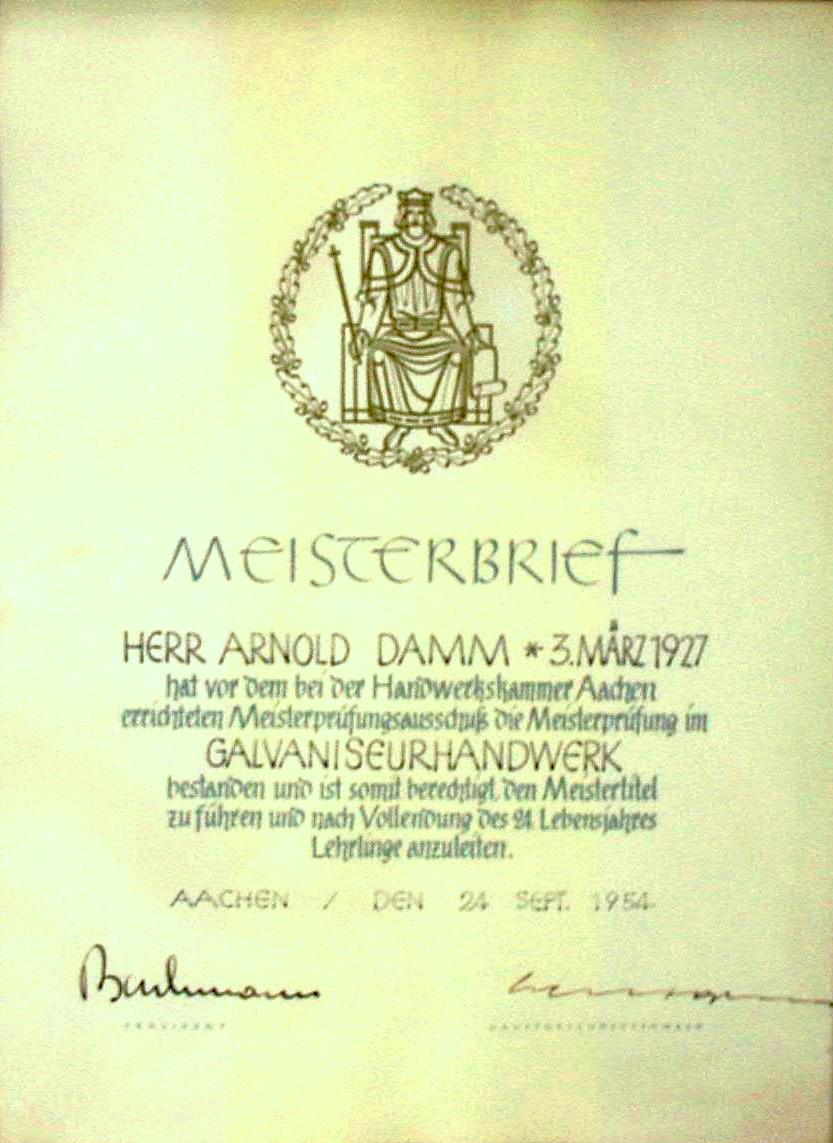 MEISTERBRIEF
HERR ARNOLD DAMM * 3. MÄRZ 1927
hat vor dem bei der Handwerkskammer Aachen
errichteten Meisterprüfungsausschuß die Meisterprüfung im
GALVANISEURHANDWERK
bestanden und ist somit berechtigt, den Meistertitel
zu führen und nach Vollendung des 24. Lebensjahres
Lehrlinge anzuleiten.
AACHEN / DEN 24 SEPT. 1954
PRÄSIDENT
HAUPTGESCHÄFTSFÜHRER